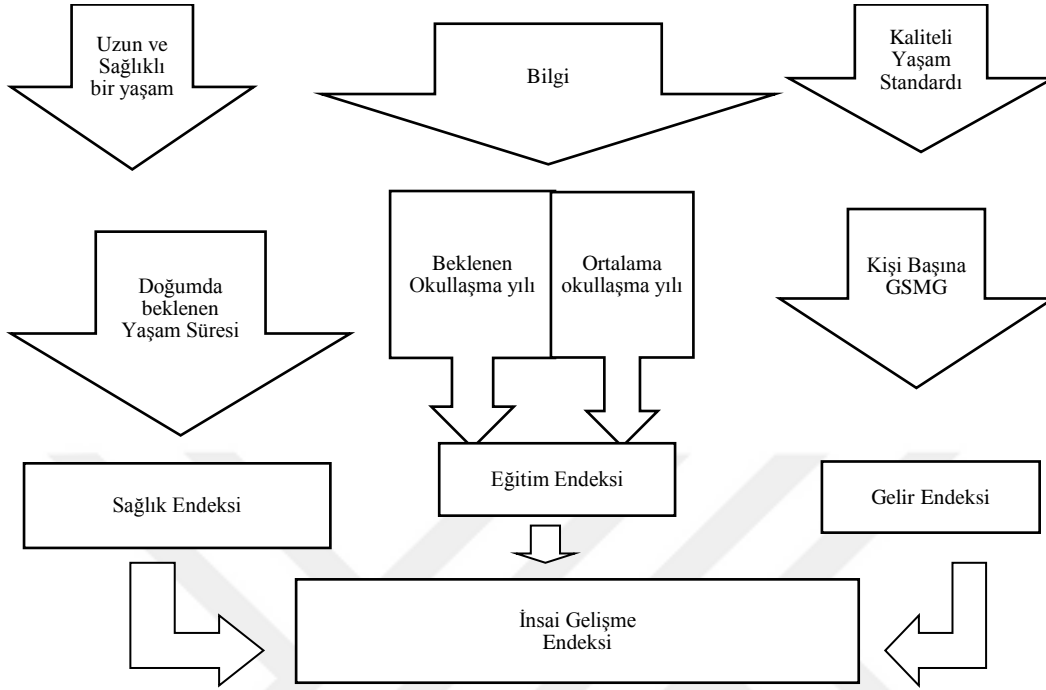 Uzun ve
Sağlıklı
bir yaşam
Bilgi
Kaliteli
Yaşam
Standardı
Doğumda
beklenen
Yaşam Süresi
Beklenen
Okullaşma yılı
Ortalama
okullaşma yılı
Kişi Başına
GSMG
Sağlık Endeksi
Eğitim Endeksi
Gelir Endeksi
İnsai Gelişme
Endeksi